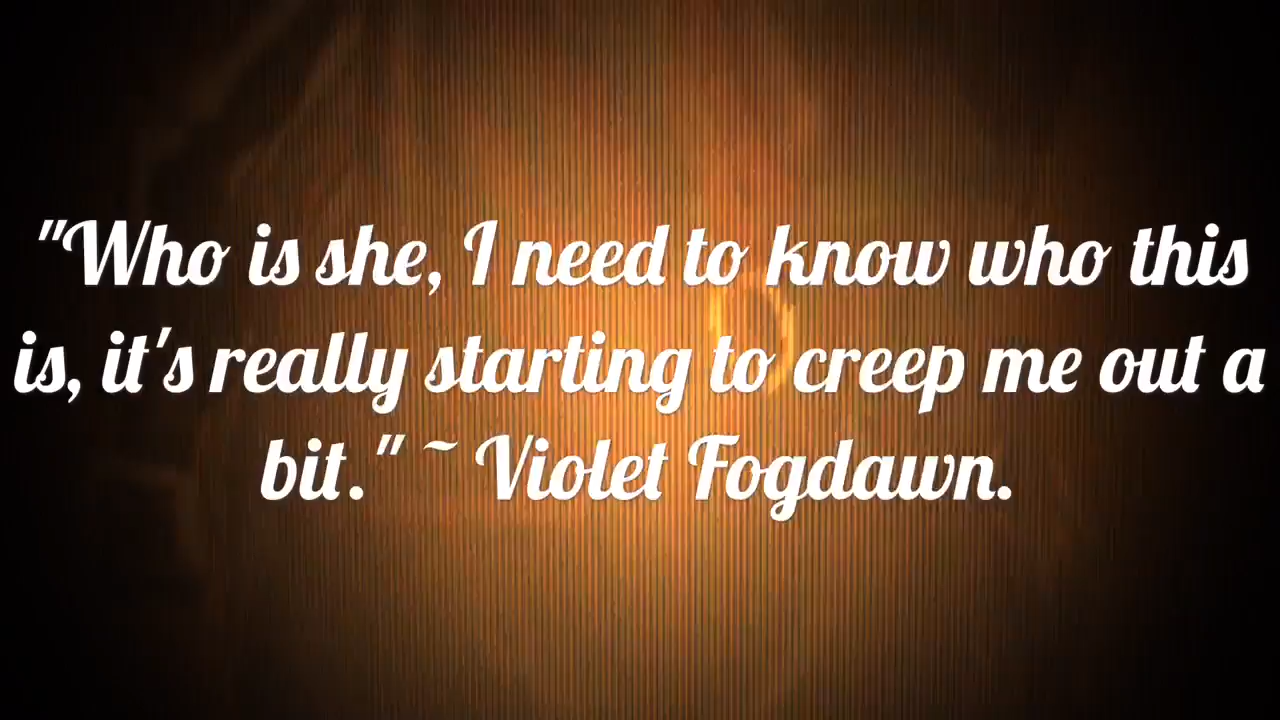 "Who is she, I need to know who this
is, it's really starting to creep me out a
bit." ~ Violet Fogdawn.